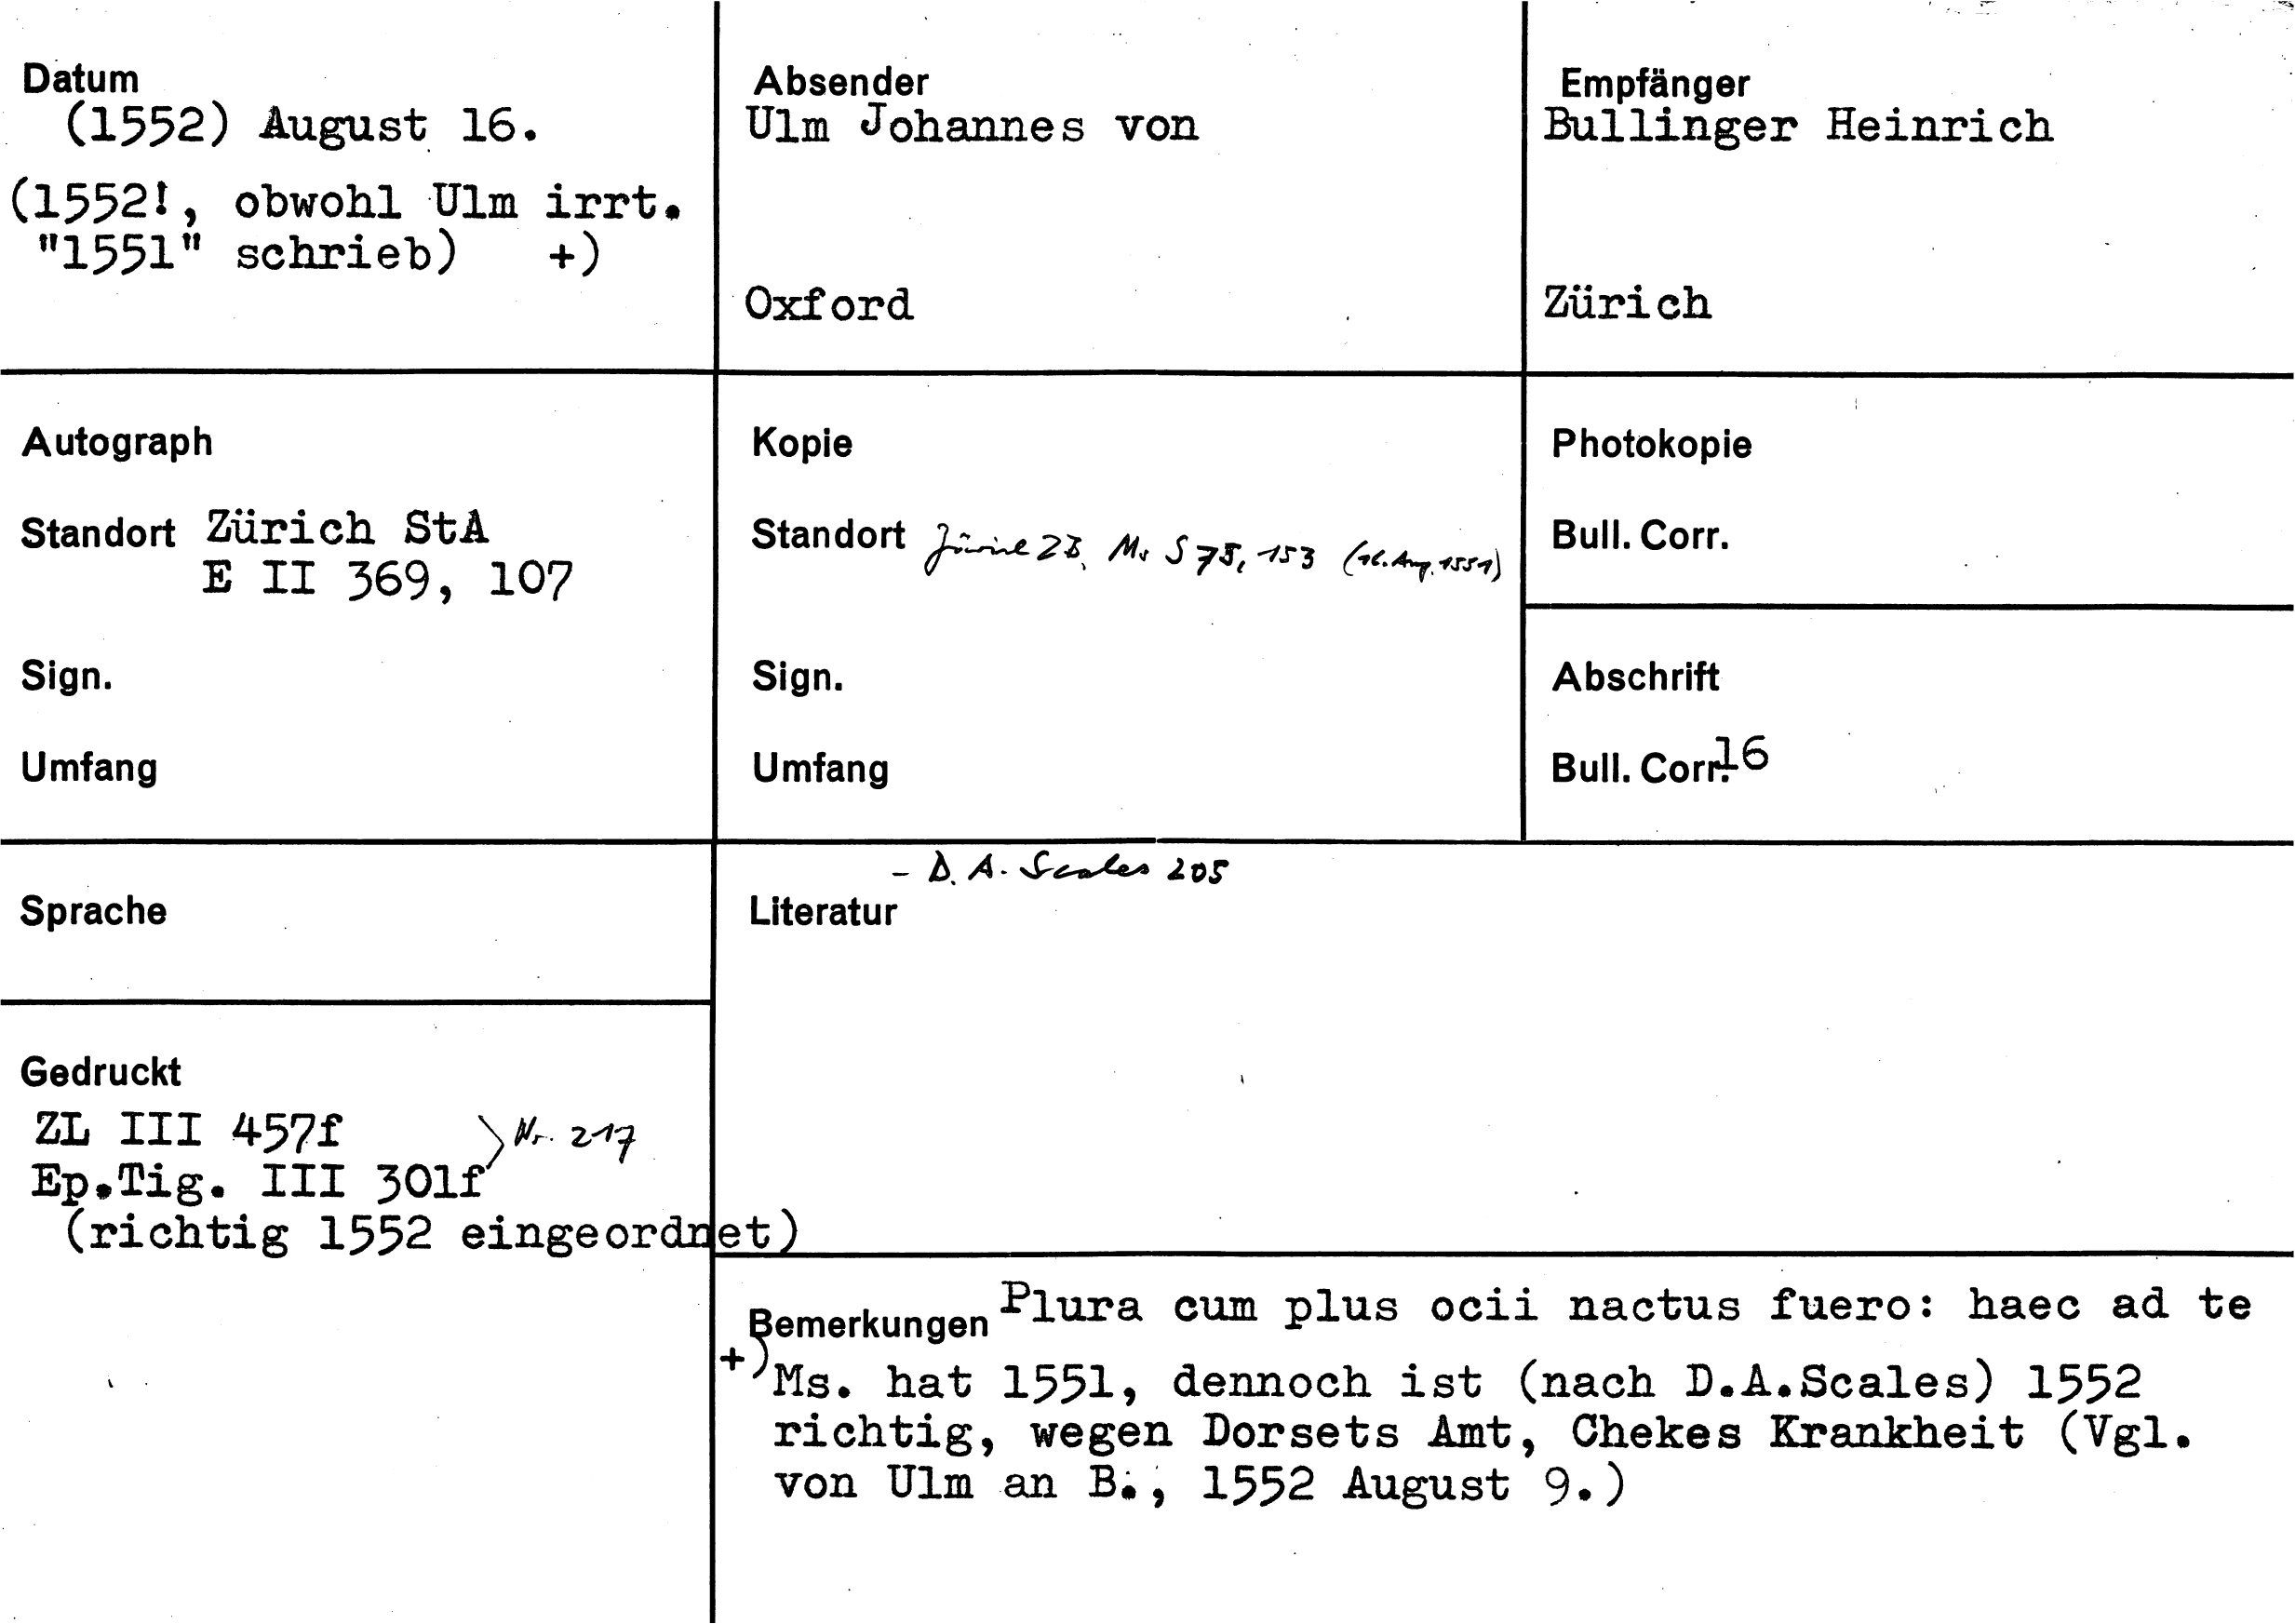 Datum
(1552) August 16.
(1552!, obwohl Ulm irrt.
"1551" schrieb) +)
Absender
Ulm Johannes von
Oxford
Empfänger
Bullinger Heinrich
Zürich
Autograph
Standort Zürich StA
E II 369, 107
Sign.
Umfang
Kopie
Standort Zürich ZB, Ms S 75, 153 (16. Aug. 1551)
Sign.
Umfang
Photokopie
Bull. Corr.
Abschrift
Bull. Corr. 16
Sprache
- D. A. Scales 205
Literatur
Gedruckt
ZL III 457f
Ep.Tig. III 301f } Nr. 217
(richtig 1552 eingeordnet)
Bemerkungen Plura cum plus ocii nactus fuero: haec ad te
+) Ms. hat 1551, dennoch ist (nach D.A.Scales) 1552
richtig, wegen Dorsets Amt, Chekes Krankheit (Vgl.
von Ulm an B., 1552 August 9.)